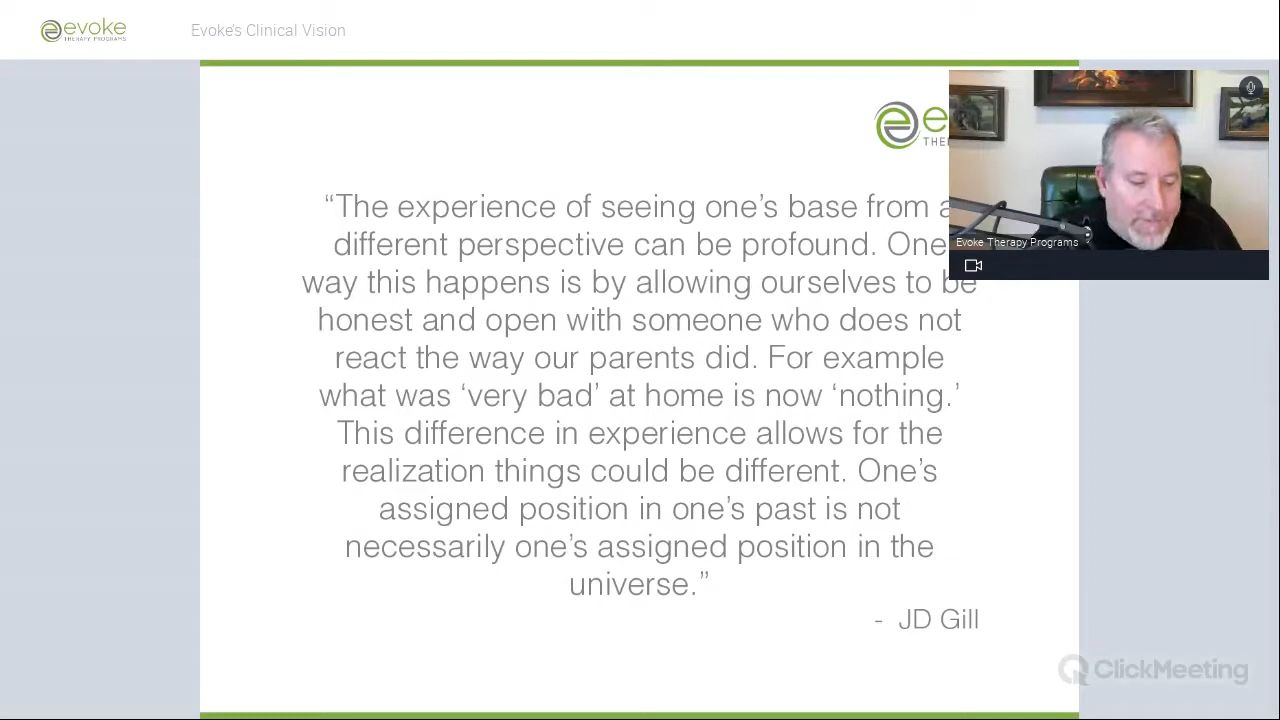 evoke
THERAPY PROGRAMS
Evoke's Clinical Vision
e
THE
Evoke Therapy Programs
“The experience of seeing one’s base from a
different perspective can be profound. One
way this happens is by allowing ourselves to be
honest and open with someone who does not
react the way our parents did. For example
what was ‘very bad’ at home is now ‘nothing.’
This difference in experience allows for the
realization things could be different. One’s
assigned position in one’s past is not
necessarily one’s assigned position in the
universe.”
- JD Gill
ClickMeeting